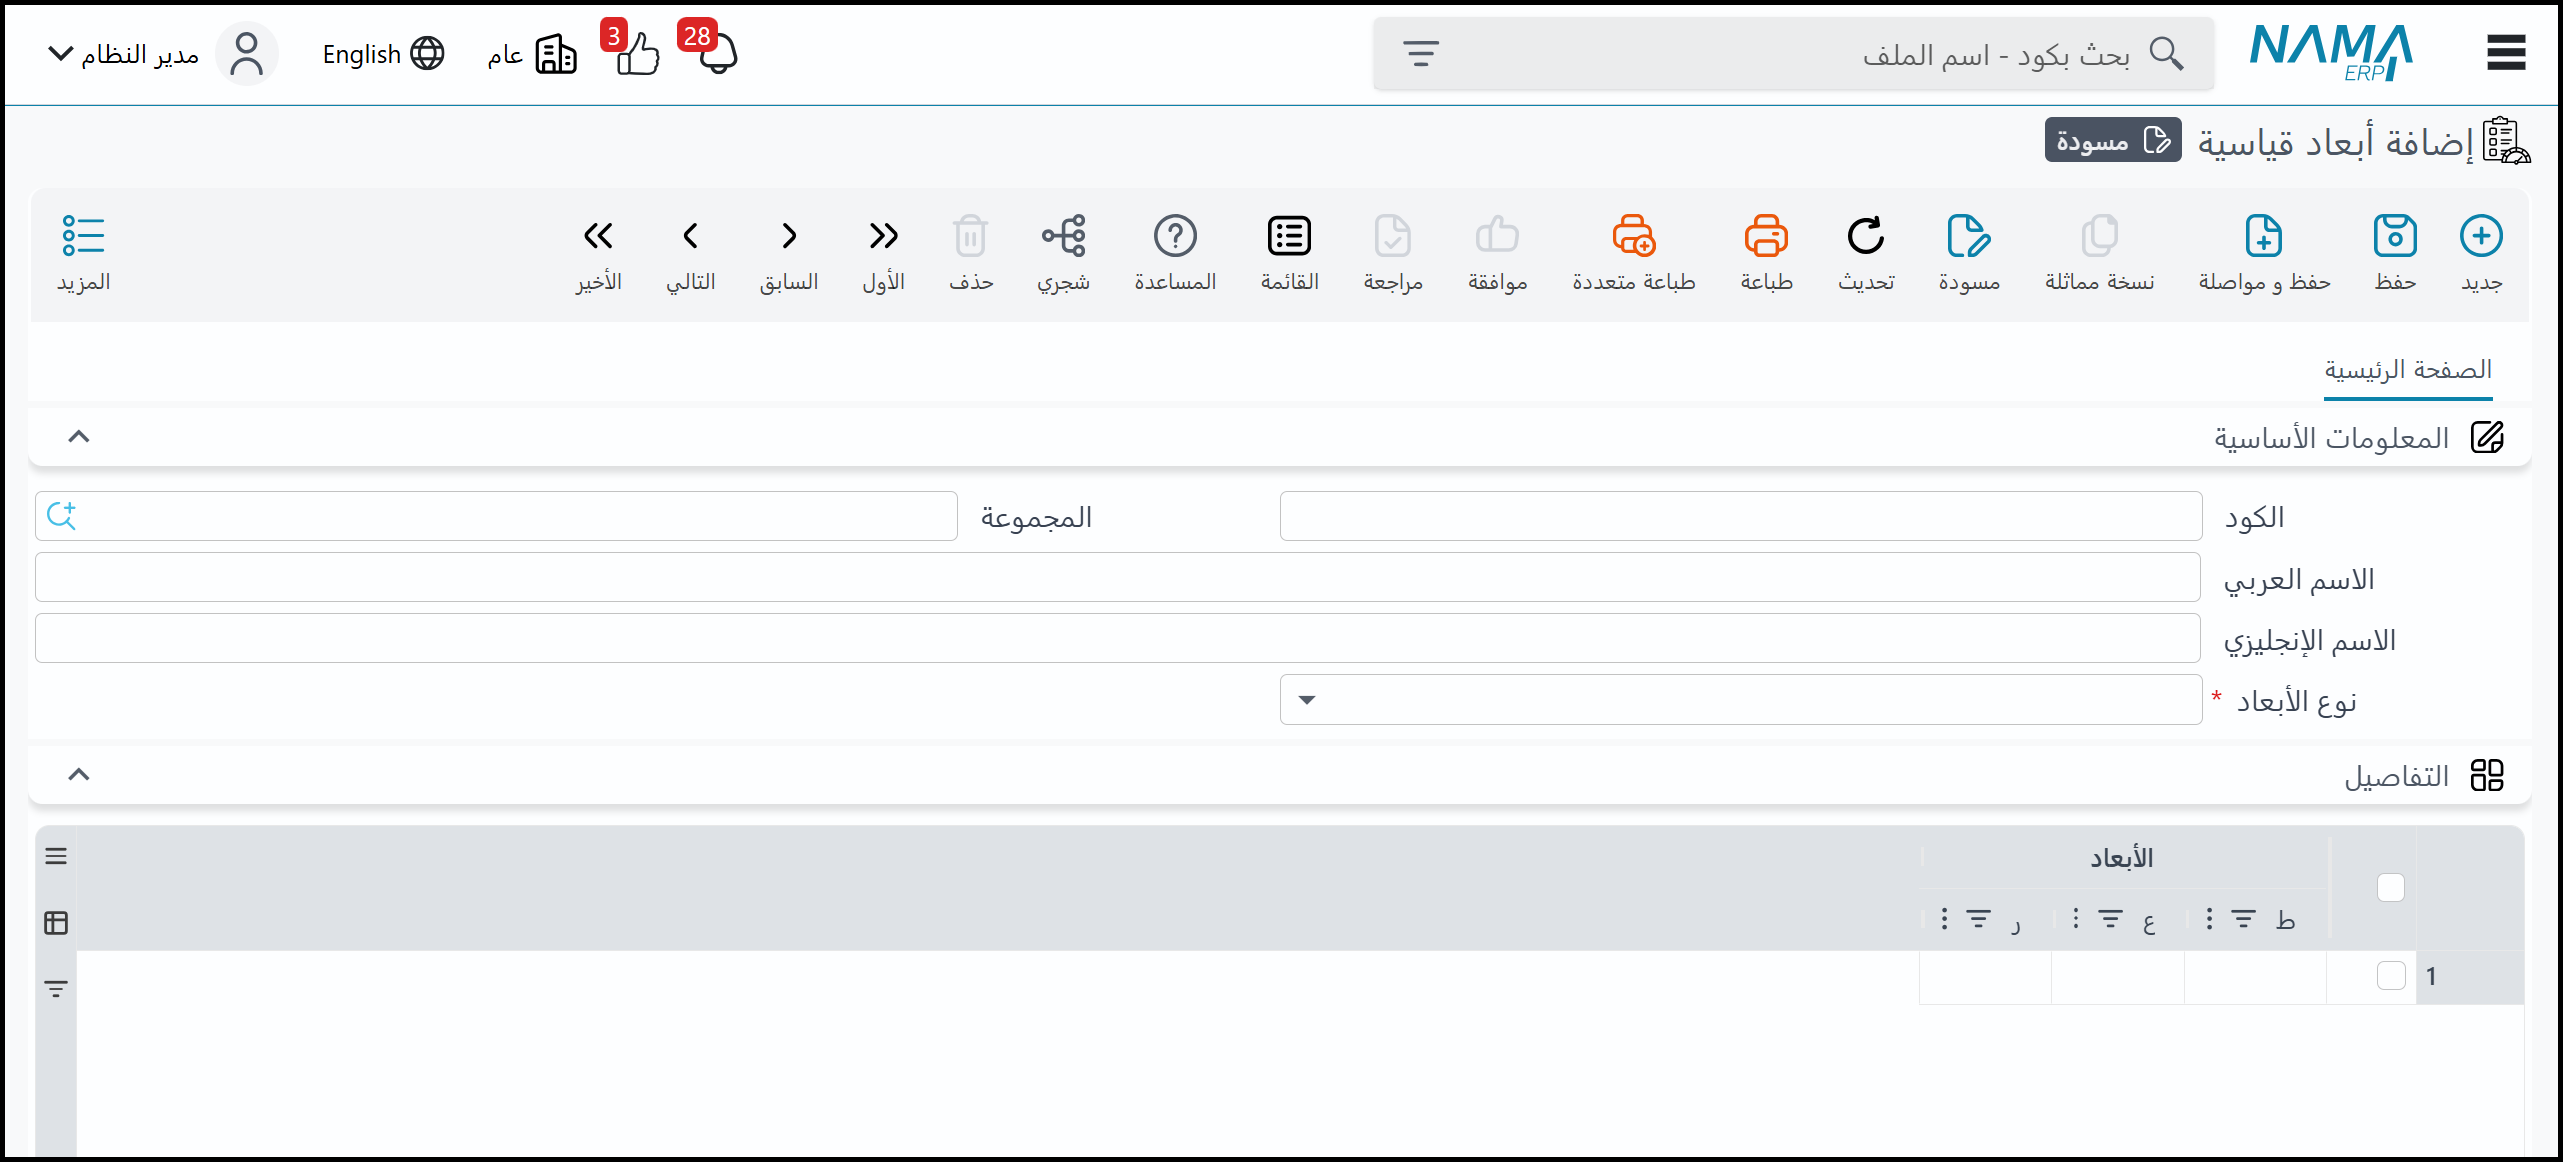 NAMA ERP
بحث بكود - اسم الملف
28
3
عام
English
مدير النظام
إضافة أبعاد قياسية
مسودة
جديد
حفظ
حفظ و مواصلة
نسخة مماثلة
مسودة
تحديث
طباعة
طباعة متعددة
موافقة
مراجعة
القائمة
المساعدة
شجري
حذف
الأول
السابق
التالي
الأخير
المزيد
الصفحة الرئيسية
المعلومات الأساسية
الكود
المجموعة
الاسم العربي
الاسم الإنجليزي
نوع الأبعاد *
التفاصيل
الأبعاد
ط
ع
ر
1